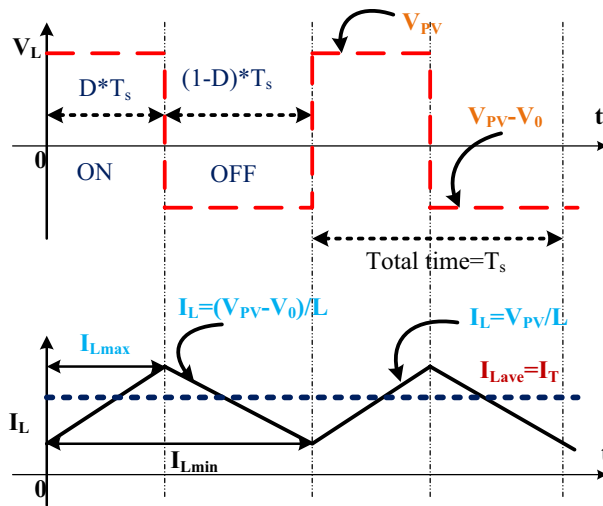 V_PV
V_L
D*T_s
(1-D)*T_s
V_PV-V_0
t
0
ON
OFF
Total time=T_s
I_L=(V_PV-V_0)/L
I_L=V_PV/L
I_Lmax
I_Lave=I_T
I_L
I_Lmin
t
0